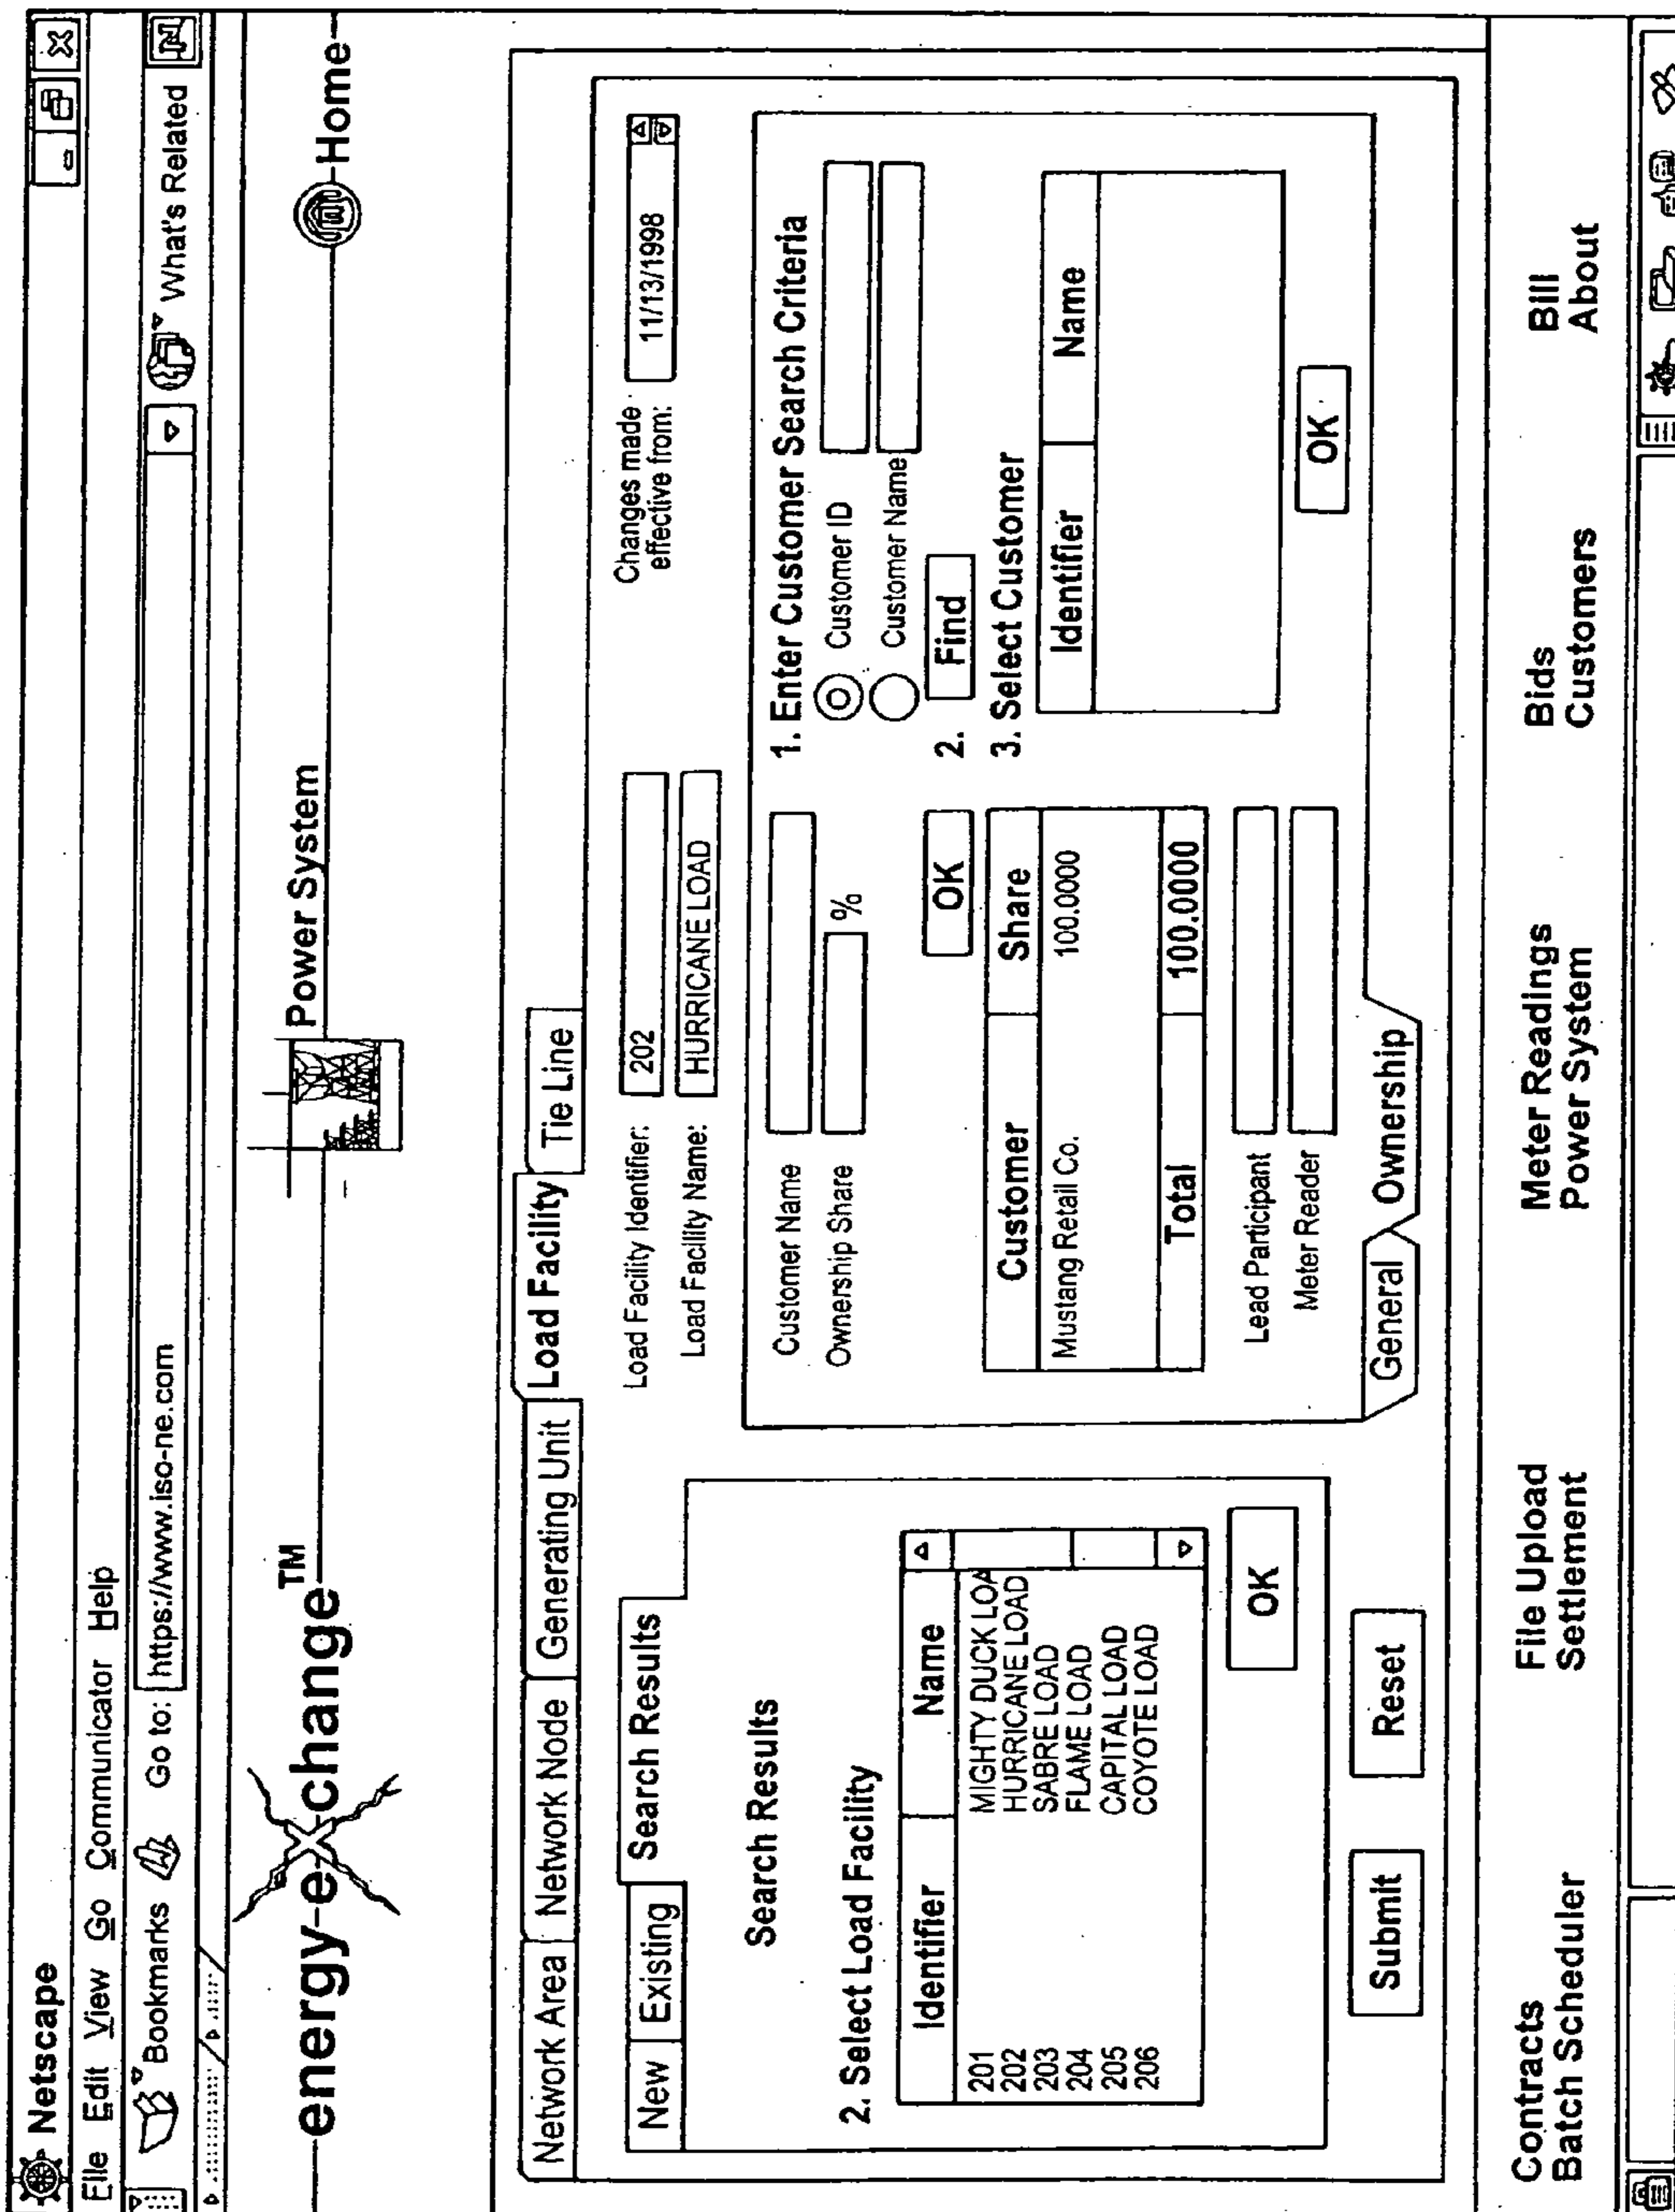 Netscape
File Edit View Go Communicator Help
Bookmarks Go to: https://www.iso-ne.com What's Related
energy-eXchange™ Power System Home
Network Area Network Node Generating Unit Load Facility Tie Line
New Existing Search Results
Search Results
2. Select Load Facility
Identifier Name
201 MIGHTY DUCK LOA
202 HURRICANE LOAD
203 SABRE LOAD
204 FLAME LOAD
205 CAPITAL LOAD
206 COYOTE LOAD
OK
Submit Reset
Load Facility Identifier: 202
Load Facility Name: HURRICANE LOAD
Changes made effective from: 11/13/1998
Customer Name
Ownership Share %
OK
Customer Share
Mustang Retail Co. 100.0000
Total 100.0000
Lead Participant
Meter Reader
General Ownership
1. Enter Customer Search Criteria
Customer ID
Customer Name
2. Find
3. Select Customer
Identifier Name
OK
Contracts File Upload Meter Readings Bids Bill
Batch Scheduler Settlement Power System Customers About